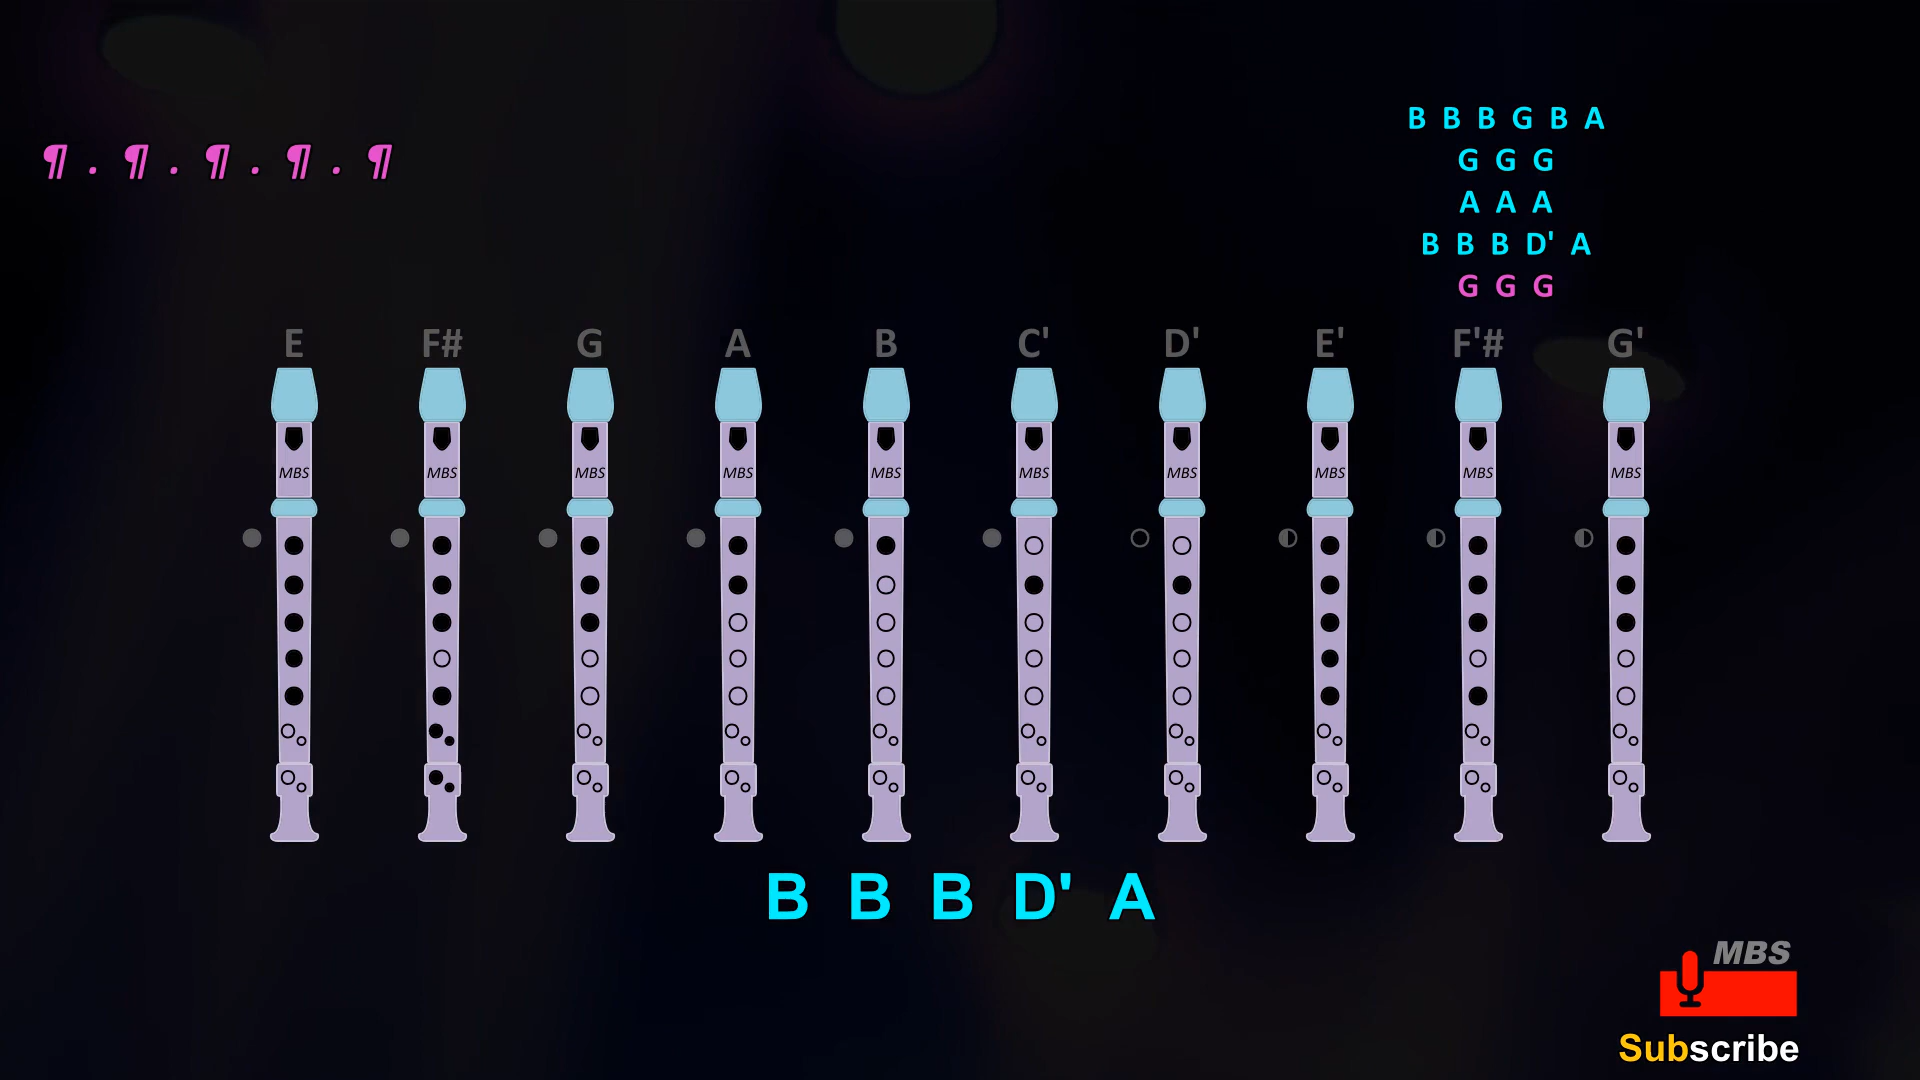 B B B G B A
¶ . ¶ . ¶ . ¶ . ¶
G G G
A A A
B B B D' A
G G G
E F# G A B C' D' E' F'# G'
MBS MBS MBS MBS MBS MBS MBS MBS MBS MBS
B B B D' A
MBS
Subscribe